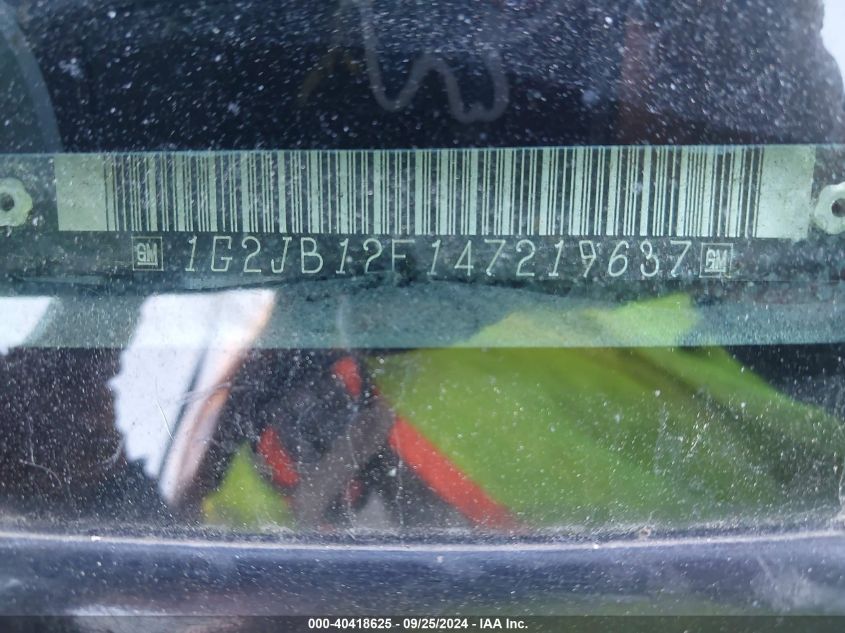 GM 1G2JB12F147219637 GM
000-40418625 - 09/25/2024 - IAA Inc.